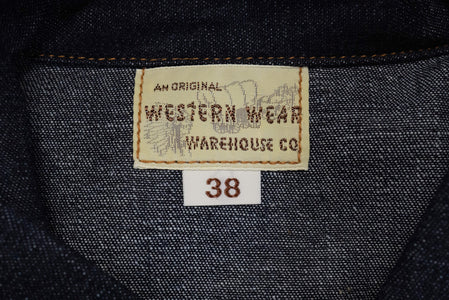 AN ORIGINAL
WESTERN WEAR
WAREHOUSE CO
38